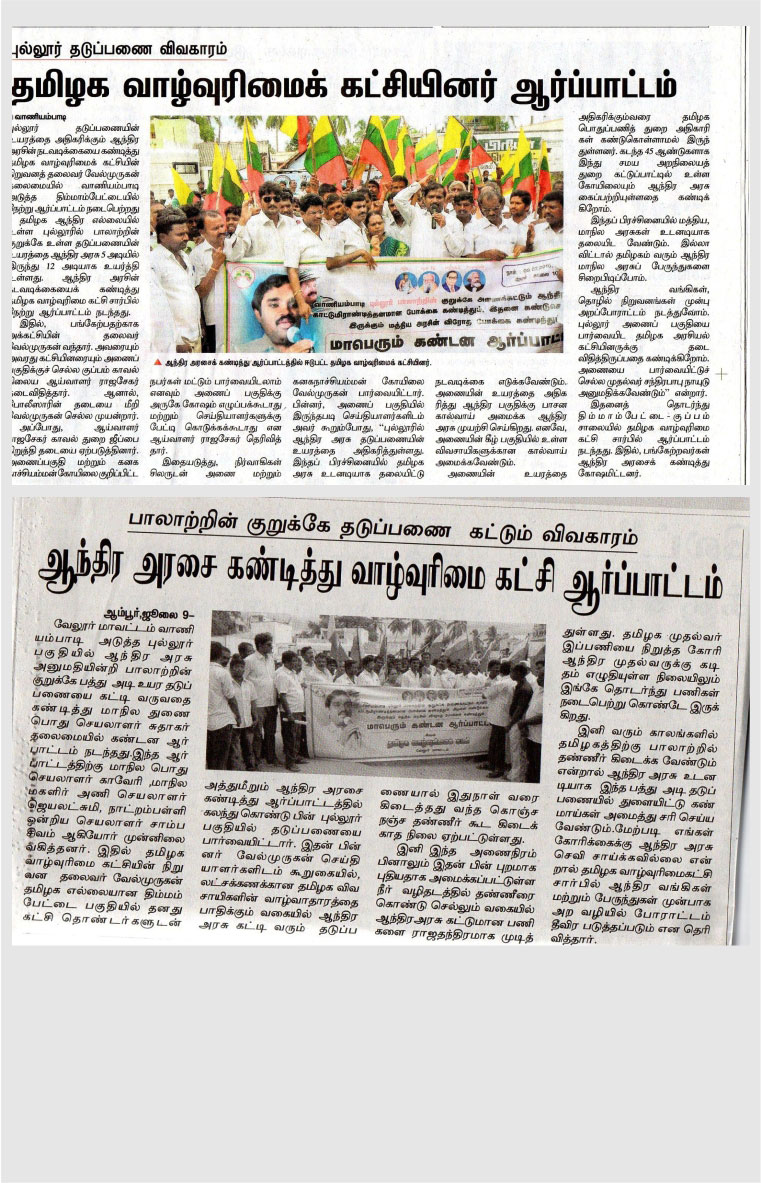 புல்லூர் தடுப்பணை விவகாரம்
தமிழக வாழ்வுரிமைக் கட்சியினர் ஆர்ப்பாட்டம்
வாணியம்பாடி
புல்லூர் தடுப்பணையின்
உயரத்தை அதிகரிக்கும் ஆந்திர
அரசின் நடவடிக்கையை கண்டித்து
தமிழக வாழ்வுரிமைக் கட்சியின்
நிறுவனத் தலைவர் வேல்முருகன்
தலைமையில் வாணியம்பாடி
அடுத்த திம்மாம்பேட்டையில்
நேற்று ஆர்ப்பாட்டம் நடைபெற்றது
தமிழக ஆந்திர எல்லையில்
உள்ள புல்லூரில் பாலாற்றின்
குறுக்கே உள்ள தடுப்பணையின்
உயரத்தை ஆந்திர அரசு 5 அடியில்
இருந்து 12 அடியாக உயர்த்தி
உள்ளது. ஆந்திர அரசின்
நடவடிக்கையைக் கண்டித்து
தமிழக வாழ்வுரிமை கட்சி சார்பில்
நேற்று ஆர்ப்பாட்டம் நடந்தது.
இதில், பங்கேற்பதற்காக
அக்கட்சியின் தலைவர்
வேல்முருகன் வந்தார். அவரையும்
அவரது கட்சியினரையும் அணைப்
பகுதிக்குச் செல்ல குப்பம் காவல்
நிலைய ஆய்வாளர் ராஜசேகர்
தடைவிதித்தார். ஆனால்,
போலீஸாரின் தடையை மீறி
வேல்முருகன் செல்ல முயன்றார்.
அப்போது, ஆய்வாளர்
ராஜசேகர் காவல் துறை ஜீப்பை
நிறுத்தி தடையை ஏற்படுத்தினார்.
அணைப்பகுதி மற்றும் கனக
நாச்சியம்மன் கோயிலை குறிப்பிட்ட
மாபெரும் கண்டன ஆர்ப்பாட்ட
ஆந்திர அரசைக் கண்டித்து ஆர்ப்பாட்டத்தில் ஈடுபட்ட தமிழக வாழ்வுரிமைக் கட்சியினர்.
நபர்கள் மட்டும் பார்வையிடலாம்
எனவும் அணைப் பகுதிக்கு
அருகே கோஷம் எழுப்பக்கூடாது
மற்றும் செய்தியாளர்களுக்கு
பேட்டி கொடுக்கக்கூடாது என
ஆய்வாளர் ராஜசேகர் தெரிவித்
தார்.
இதையடுத்து, நிர்வாகிகள்
சிலருடன் அணை மற்றும்
கனகநாச்சியம்மன் கோயிலை
வேல்முருகன் பார்வையிட்டார்.
பின்னர், அணைப் பகுதியில்
இருந்தபடி செய்தியாளர்களிடம்
அவர் கூறும்போது, "புல்லூரில்
ஆந்திர அரசு தடுப்பணையின்
உயரத்தை அதிகரித்துள்ளது.
இந்தப் பிரச்சினையில் தமிழக
அரசு உடனடியாக தலையிட்டு
நடவடிக்கை எடுக்கவேண்டும்.
அணையின் உயரத்தை அதிக
ரித்து ஆந்திர பகுதிக்கு பாசன
கால்வாய் அமைக்க ஆந்திர
அரசு முயற்சி செய்கிறது. எனவே,
அணையின் கீழ் பகுதியில் உள்ள
விவசாயிகளுக்கான கால்வாய்
அமைக்கவேண்டும்.
அணையின் உயரத்தை
அதிகரிக்கும்வரை தமிழக
பொதுப்பணித் துறை அதிகாரி
கள் கண்டுகொள்ளாமல் இருந்
துள்ளனர். கடந்த 45 ஆண்டுகளாக
இந்து சமய அறநிலையத்
துறை கட்டுப்பாட்டில் உள்ள
கோயிலையும் ஆந்திர அரசு
கைப்பற்றியுள்ளதை கண்டிக்
கிறோம்.
இந்தப் பிரச்சினையில் மத்திய,
மாநில அரசுகள் உடனடியாக
தலையிட வேண்டும். இல்லா
விட்டால் தமிழகம் வரும் ஆந்திர
மாநில அரசுப் பேருந்துகளை
சிறைபிடிப்போம்.
ஆந்திர வங்கிகள்,
தொழில் நிறுவனங்கள் முன்பு
அறப்போராட்டம் நடத்துவோம்.
புல்லூர் அணைப் பகுதியை
பார்வையிட தமிழக அரசியல்
கட்சியினருக்கு தடை
விதித்திருப்பதை கண்டிக்கிறோம்.
அணையை பார்வையிட்டுச்
செல்ல முதல்வர் சந்திரபாபு நாயுடு
அனுமதிக்கவேண்டும்" என்றார்.
இதனைத் தொடர்ந்து
திம்மாம்பேட்டை-குப்பம்
சாலையில் தமிழக வாழ்வுரிமை
கட்சி சார்பில் ஆர்ப்பாட்டம்
நடந்தது. இதில், பங்கேற்றவர்கள்
ஆந்திர அரசைக் கண்டித்து
கோஷமிட்டனர்.
பாலாற்றின் குறுக்கே தடுப்பணை கட்டும் விவகாரம்
ஆந்திர அரசை கண்டித்து வாழ்வுரிமை கட்சி ஆர்ப்பாட்டம்
ஆம்பூர்,ஜூலை 9–
வேலூர் மாவட்டம் வாணி
யம்பாடி அடுத்த புல்லூர்
பகுதியில் ஆந்திர அரசு
அனுமதியின்றி பாலாற்றின்
குறுக்கே பத்து அடி உயர தடுப்
பணையை கட்டி வருவதை
கண்டித்து மாநில துணை
பொது செயலாளர் சுதாகர்
தலைமையில் கண்டன ஆர்
பாட்டம் நடந்தது.இந்த ஆர்
பாட்டத்திற்கு மாநில பொது
செயலாளர் காவேரி ,மாநில
மகளிர் அணி செயலாளர்
ஜெயலட்சுமி, நாட்றம்பள்ளி
ஒன்றிய செயலாளர் சாம்ப
சிவம் ஆகியோர் முன்னிலை
வகித்தனர். இதில் தமிழக
வாழ்வுரிமை கட்சியின் நிறு
வன தலைவர் வேல்முருகன்
தமிழக எல்லையான திம்மம்
பேட்டை பகுதியில் தனது
கட்சி தொண்டர்களுடன்
மாபெரும் கண்டன ஆர்ப்பாட்ட
அத்துமீறும் ஆந்திர அரசை
கண்டித்து ஆர்ப்பாட்டத்தில்
கலந்து கொண்டு பின் புல்லூர்
பகுதியில் தடுப்பணையை
பார்வையிட்டார். இதன் பின்
னர் வேல்முருகன் செய்தி
யாளர்களிடம் கூறுகையில்,
லட்சக்கணக்கான தமிழக விவ
சாயிகளின் வாழ்வாதாரத்தை
பாதிக்கும் வகையில் ஆந்திர
அரசு கட்டி வரும் தடுப்ப
ணையால் இதுநாள் வரை
கிடைத்தது வந்த கொஞ்ச
நஞ்ச தண்ணீர் கூட கிடைக்
காத நிலை ஏற்பட்டுள்ளது.
இனி இந்த அணைநிரம்
பினாலும் இதன் பின் புறமாக
புதியதாக அமைக்கப்பட்டுள்ள
நீர் வழிதடத்தில் தண்ணீரை
கொண்டு செல்லும் வகையில்
ஆந்திரஅரசு கட்டுமான பணி
களை ராஜதந்திரமாக முடித்
துள்ளது. தமிழக முதல்வர்
இப்பணியை நிறுத்த கோரி
ஆந்திர முதல்வருக்கு கடி
தம் எழுதியுள்ள நிலையிலும்
இங்கே தொடர்ந்து பணிகள்
நடைபெற்று கொண்டே இருக்
கிறது.
இனி வரும் காலங்களில்
தமிழகத்திற்கு பாலாற்றில்
தண்ணீர் கிடைக்க வேண்டும்
என்றால் ஆந்திர அரசு உடன
டியாக இந்த பத்து அடி தடுப்
பணையில் துளையிட்டு கண்
மாய்கள் அமைத்து சரி செய்ய
வேண்டும்.மேற்படி எங்கள்
கோரிக்கைக்கு ஆந்திர அரசு
செவி சாய்க்கவில்லை என்
றால் தமிழக வாழ்வுரிமைகட்சி
சார்பில் ஆந்திர வங்கிகள்
மற்றும் பேருந்துகள் முன்பாக
அற வழியில் போராட்டம்
தீவிர படுத்தப்படும் என தெரி
வித்தார்.